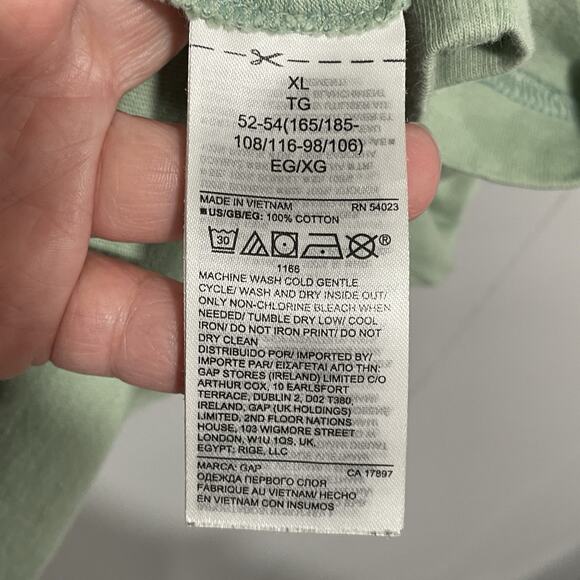 XL
TG
52-54(165/185-
108/116-98/106)
EG/XG
MADE IN VIETNAM RN 54023
■US/GB/EG: 100% COTTON
30 ®
1166
MACHINE WASH COLD GENTLE
CYCLE/ WASH AND DRY INSIDE OUT/
ONLY NON-CHLORINE BLEACH WHEN
NEEDED/ TUMBLE DRY LOW/ COOL
IRON/ DO NOT IRON PRINT/ DO NOT
DRY CLEAN
DISTRIBUIDO POR/ IMPORTED BY/
IMPORTE PAR/ ΕΙΣΑΓΕΤΑΙ ΑΠΟ ΤΗΝ:
GAP STORES (IRELAND) LIMITED C/O
ARTHUR COX, 10 EARLSFORT
TERRACE, DUBLIN 2, D02 T380,
IRELAND, GAP (UK HOLDINGS)
LIMITED, 2ND FLOOR NATIONS
HOUSE, 103 WIGMORE STREET
LONDON, W1U 1QS, UK.
EGYPT: RIGE, LLC
MARCA: GAP CA 17897
ОДЕЖДА ПЕРВОГО СЛОЯ
FABRIQUE AU VIETNAM/ HECHO
EN VIETNAM CON INSUMOS